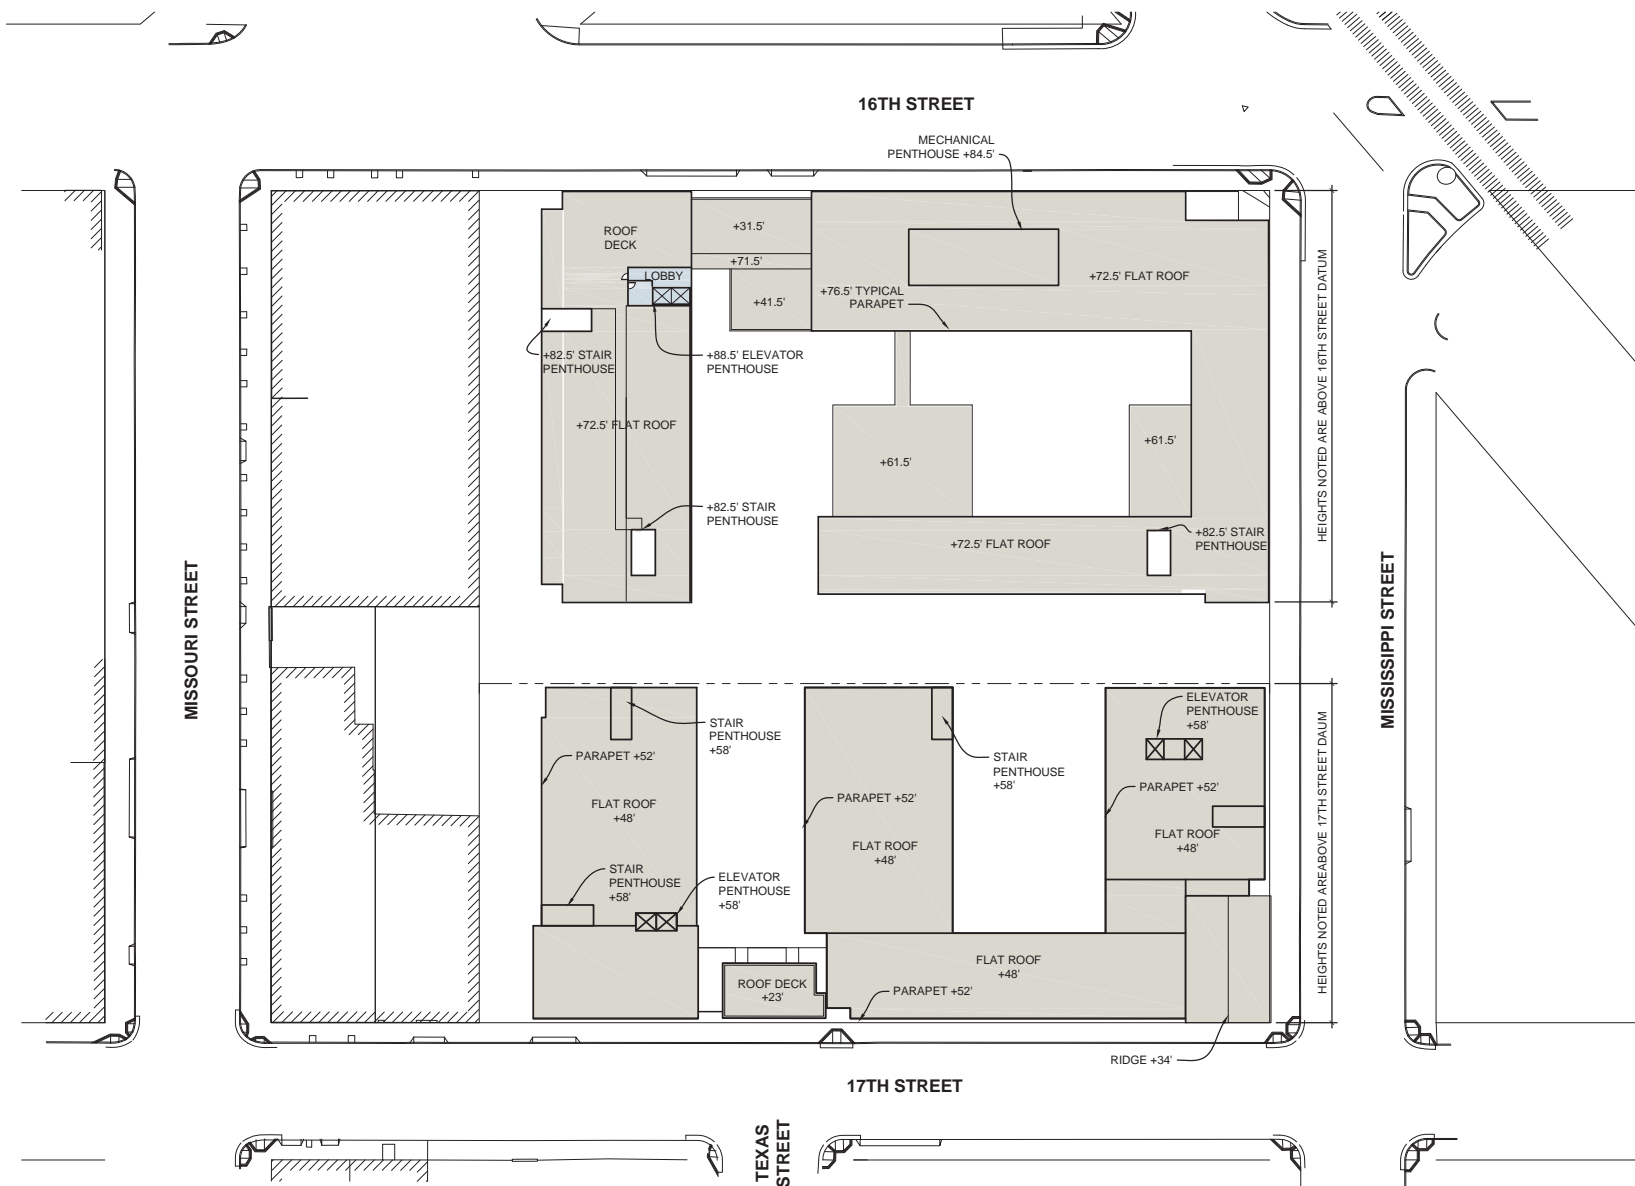 16TH STREET
MECHANICAL
PENTHOUSE +84.5'
ROOF
DECK
+31.5'
+71.5'
LOBBY
+41.5'
+76.5' TYPICAL
PARAPET
+72.5' FLAT ROOF
+82.5' STAIR
PENTHOUSE
+88.5' ELEVATOR
PENTHOUSE
+72.5' FLAT ROOF
+61.5'
+61.5'
+82.5' STAIR
PENTHOUSE
+72.5' FLAT ROOF
+82.5' STAIR
PENTHOUSE
HEIGHTS NOTED ARE ABOVE 16TH STREET DATUM
MISSOURI STREET
MISSISSIPPI STREET
STAIR
PENTHOUSE
+58'
PARAPET +52'
FLAT ROOF
+48'
STAIR
PENTHOUSE
+58'
ELEVATOR
PENTHOUSE
+58'
PARAPET +52'
FLAT ROOF
+48'
STAIR
PENTHOUSE
+58'
ELEVATOR
PENTHOUSE
+58'
PARAPET +52'
FLAT ROOF
+48'
HEIGHTS NOTED AREABOVE 17TH STREET DAUM
ROOF DECK
+23'
FLAT ROOF
+48'
PARAPET +52'
RIDGE +34'
17TH STREET
TEXAS
STREET